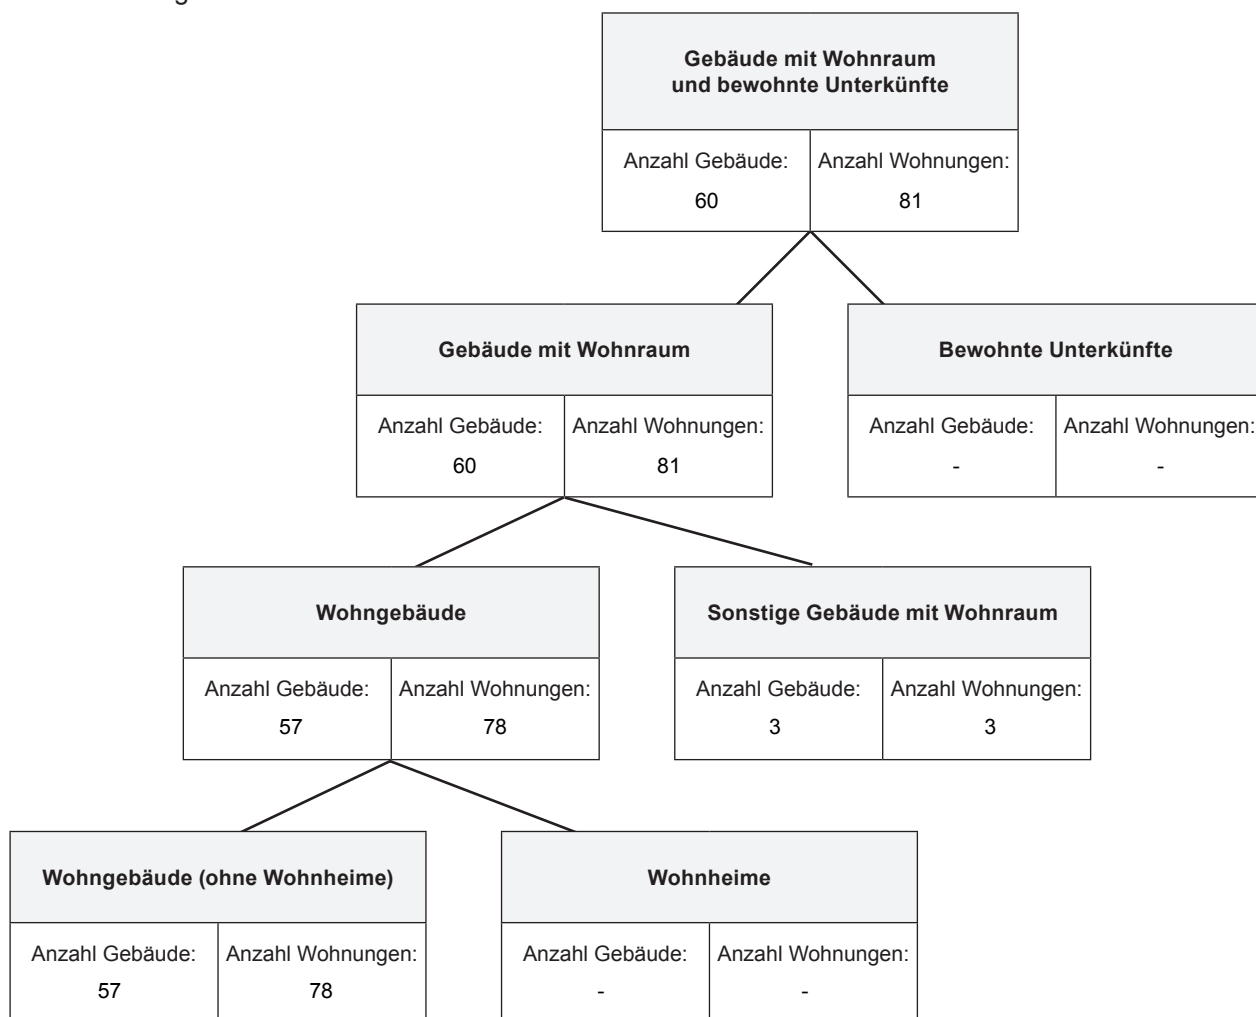 Gebäude mit Wohnraum
und bewohnte Unterkünfte
Anzahl Gebäude: Anzahl Wohnungen:
60 81
Gebäude mit Wohnraum
Anzahl Gebäude: Anzahl Wohnungen:
60 81
Bewohnte Unterkünfte
Anzahl Gebäude: Anzahl Wohnungen:
- -
Wohngebäude
Anzahl Gebäude: Anzahl Wohnungen:
57 78
Sonstige Gebäude mit Wohnraum
Anzahl Gebäude: Anzahl Wohnungen:
3 3
Wohngebäude (ohne Wohnheime)
Anzahl Gebäude: Anzahl Wohnungen:
57 78
Wohnheime
Anzahl Gebäude: Anzahl Wohnungen:
- -